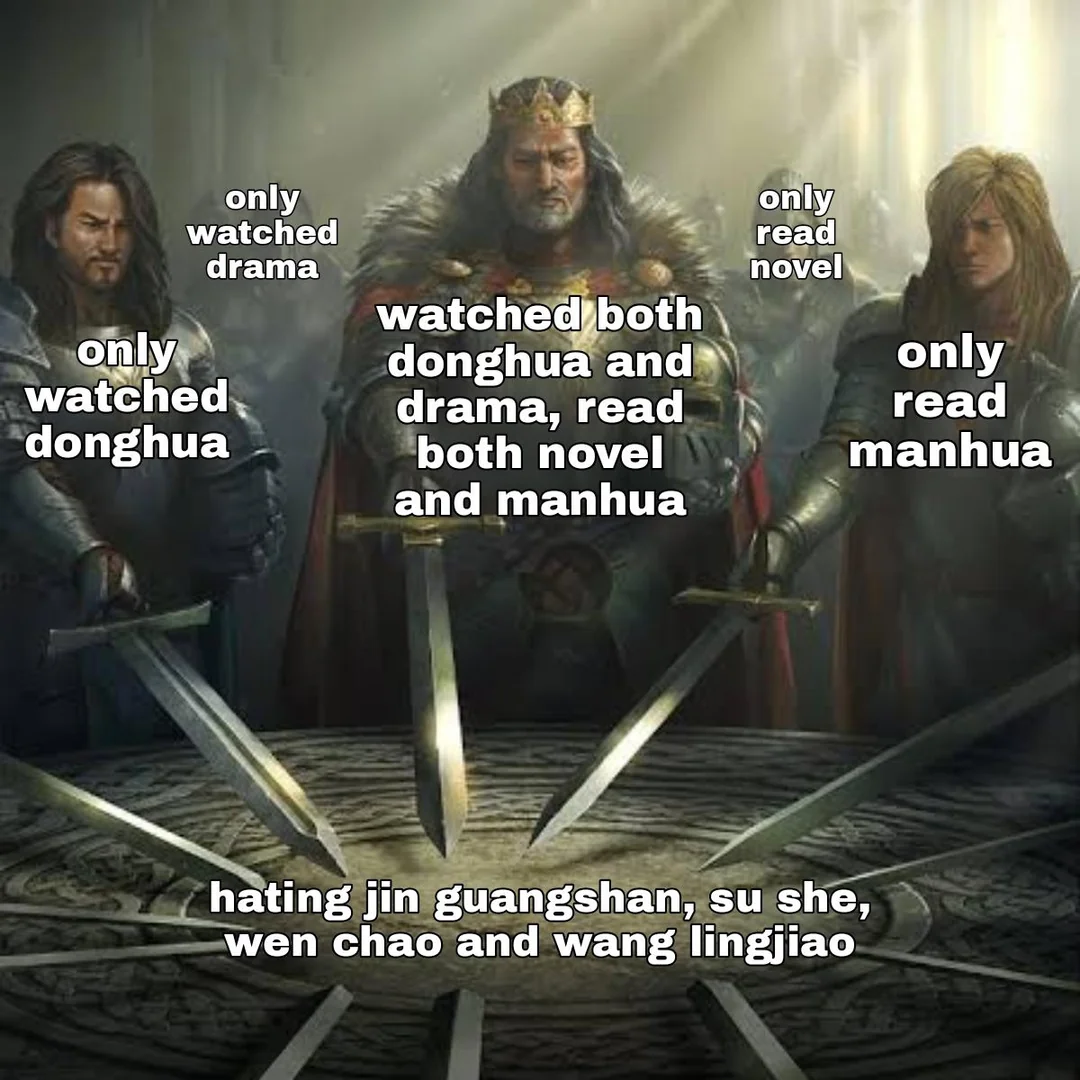 only
watched
drama
only
read
novel
only
watched
donghua
watched both
donghua and
drama, read
both novel
and manhua
only
read
manhua
hating jin guangshan, su she,
wen chao and wang lingjiao